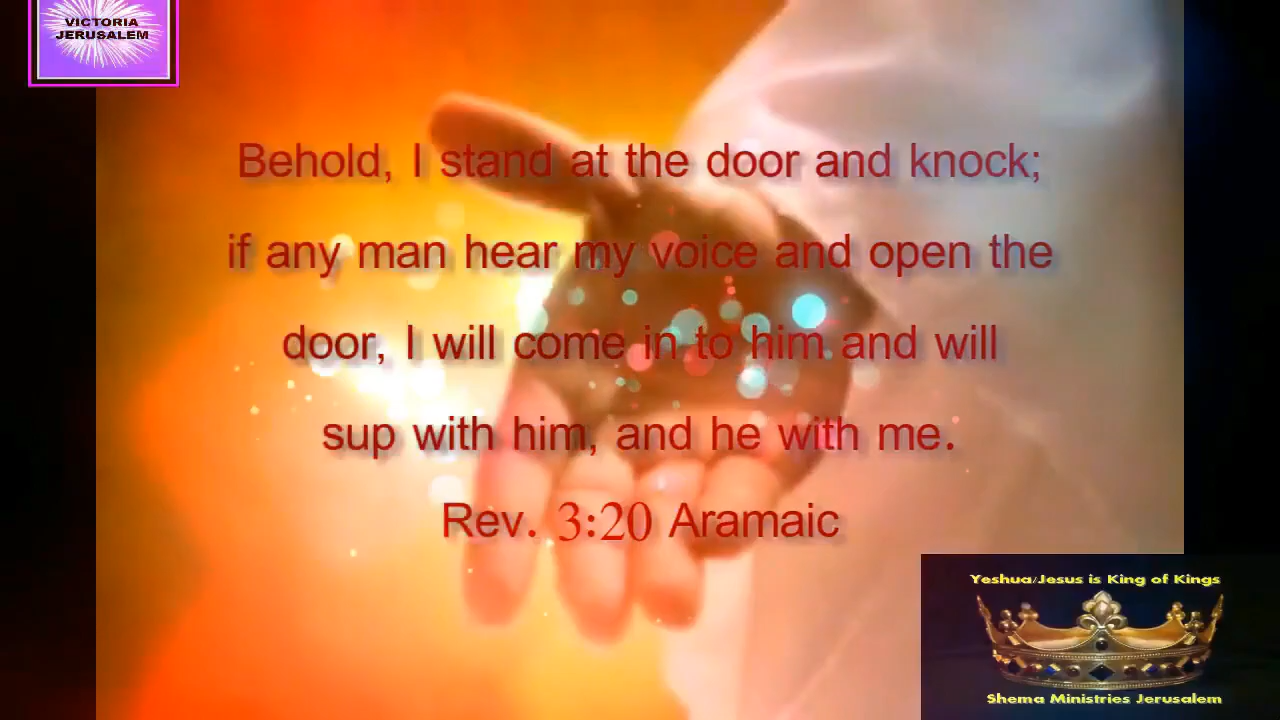 VICTORIA
JERUSALEM
Behold, I stand at the door and knock;
if any man hear my voice and open the
door, I will come in to him and will
sup with him, and he with me.
Rev. 3:20 Aramaic
Yeshua/Jesus is King of Kings
Shema Ministries Jerusalem